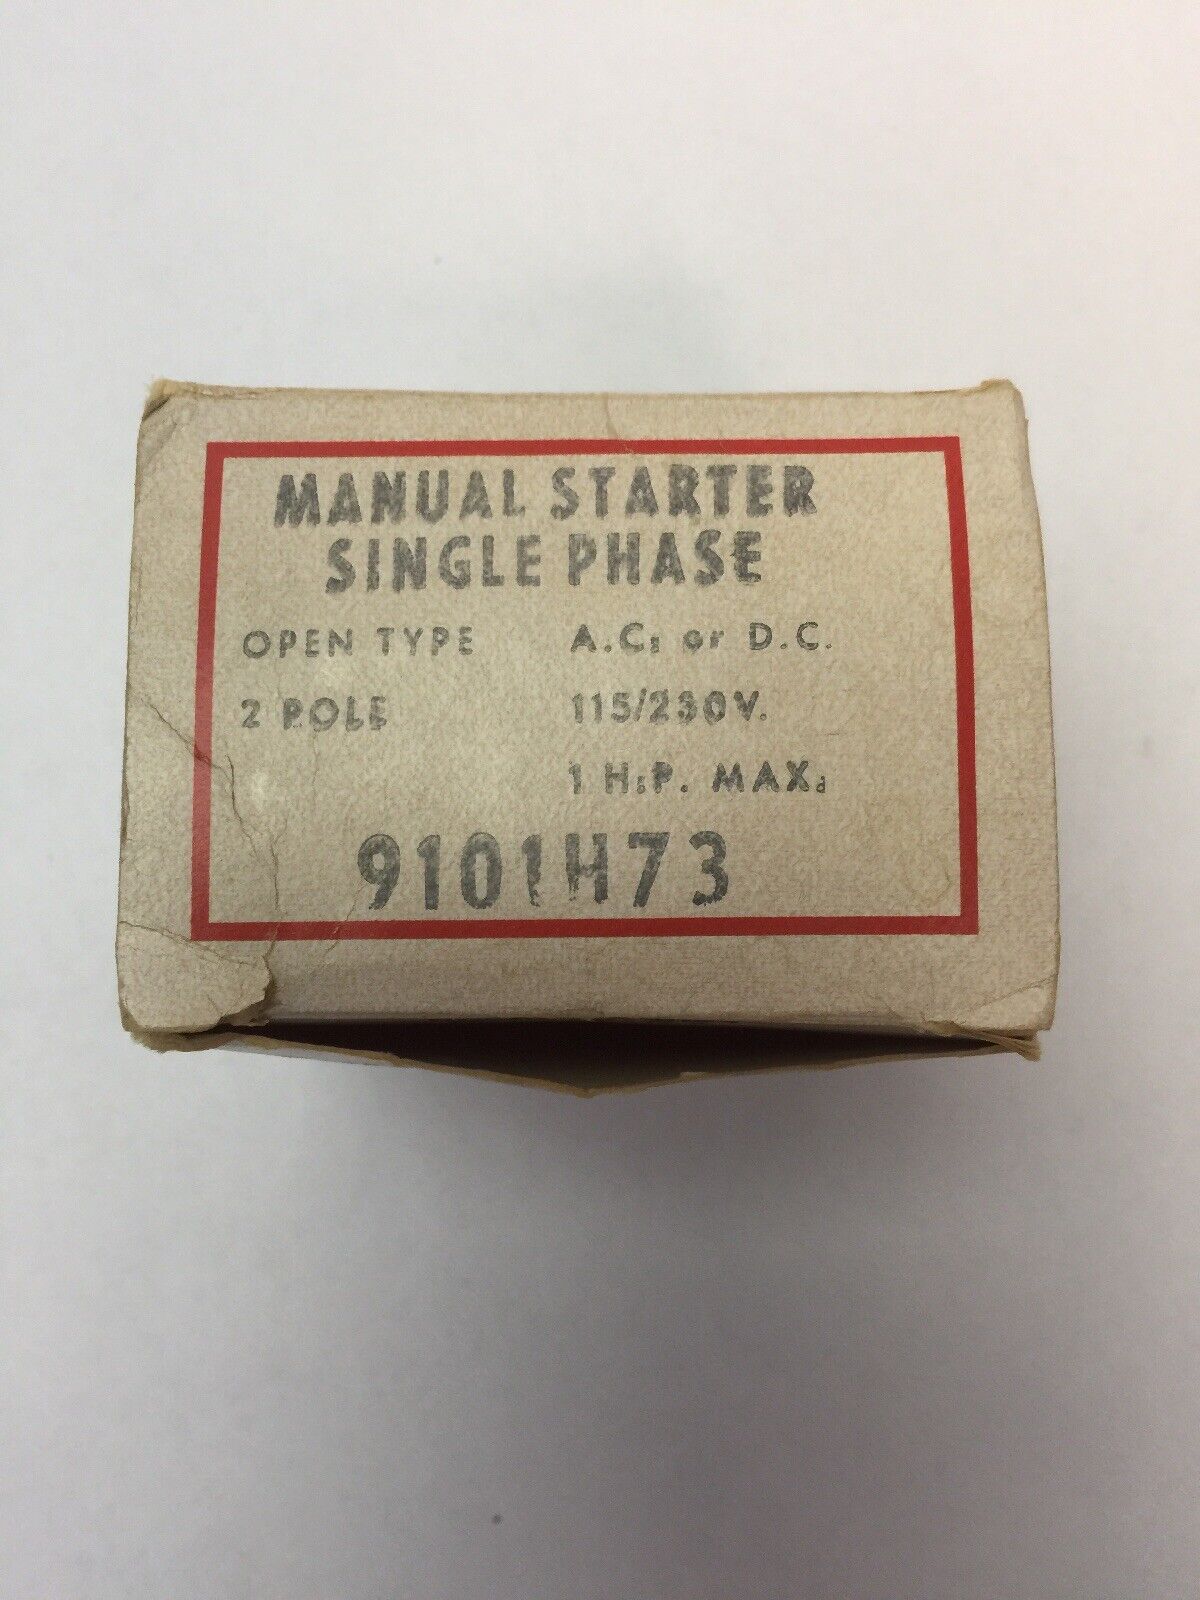 MANUAL STARTER
SINGLE PHASE
OPEN TYPE A.C. or D.C.
2 POLE 115/230V.
1 H.P. MAX.
9101H73